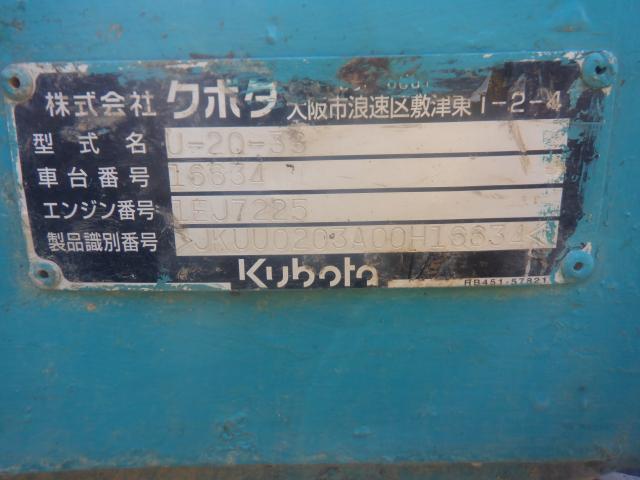 株式会社 クボタ 大阪市浪速区敷津東1-2-4
型式名 U-20-3S
車台番号 16634
エンジン番号 1EJ7225
製品識別番号 >JKUU0203A00H16634<
Kubota
RB451-57821